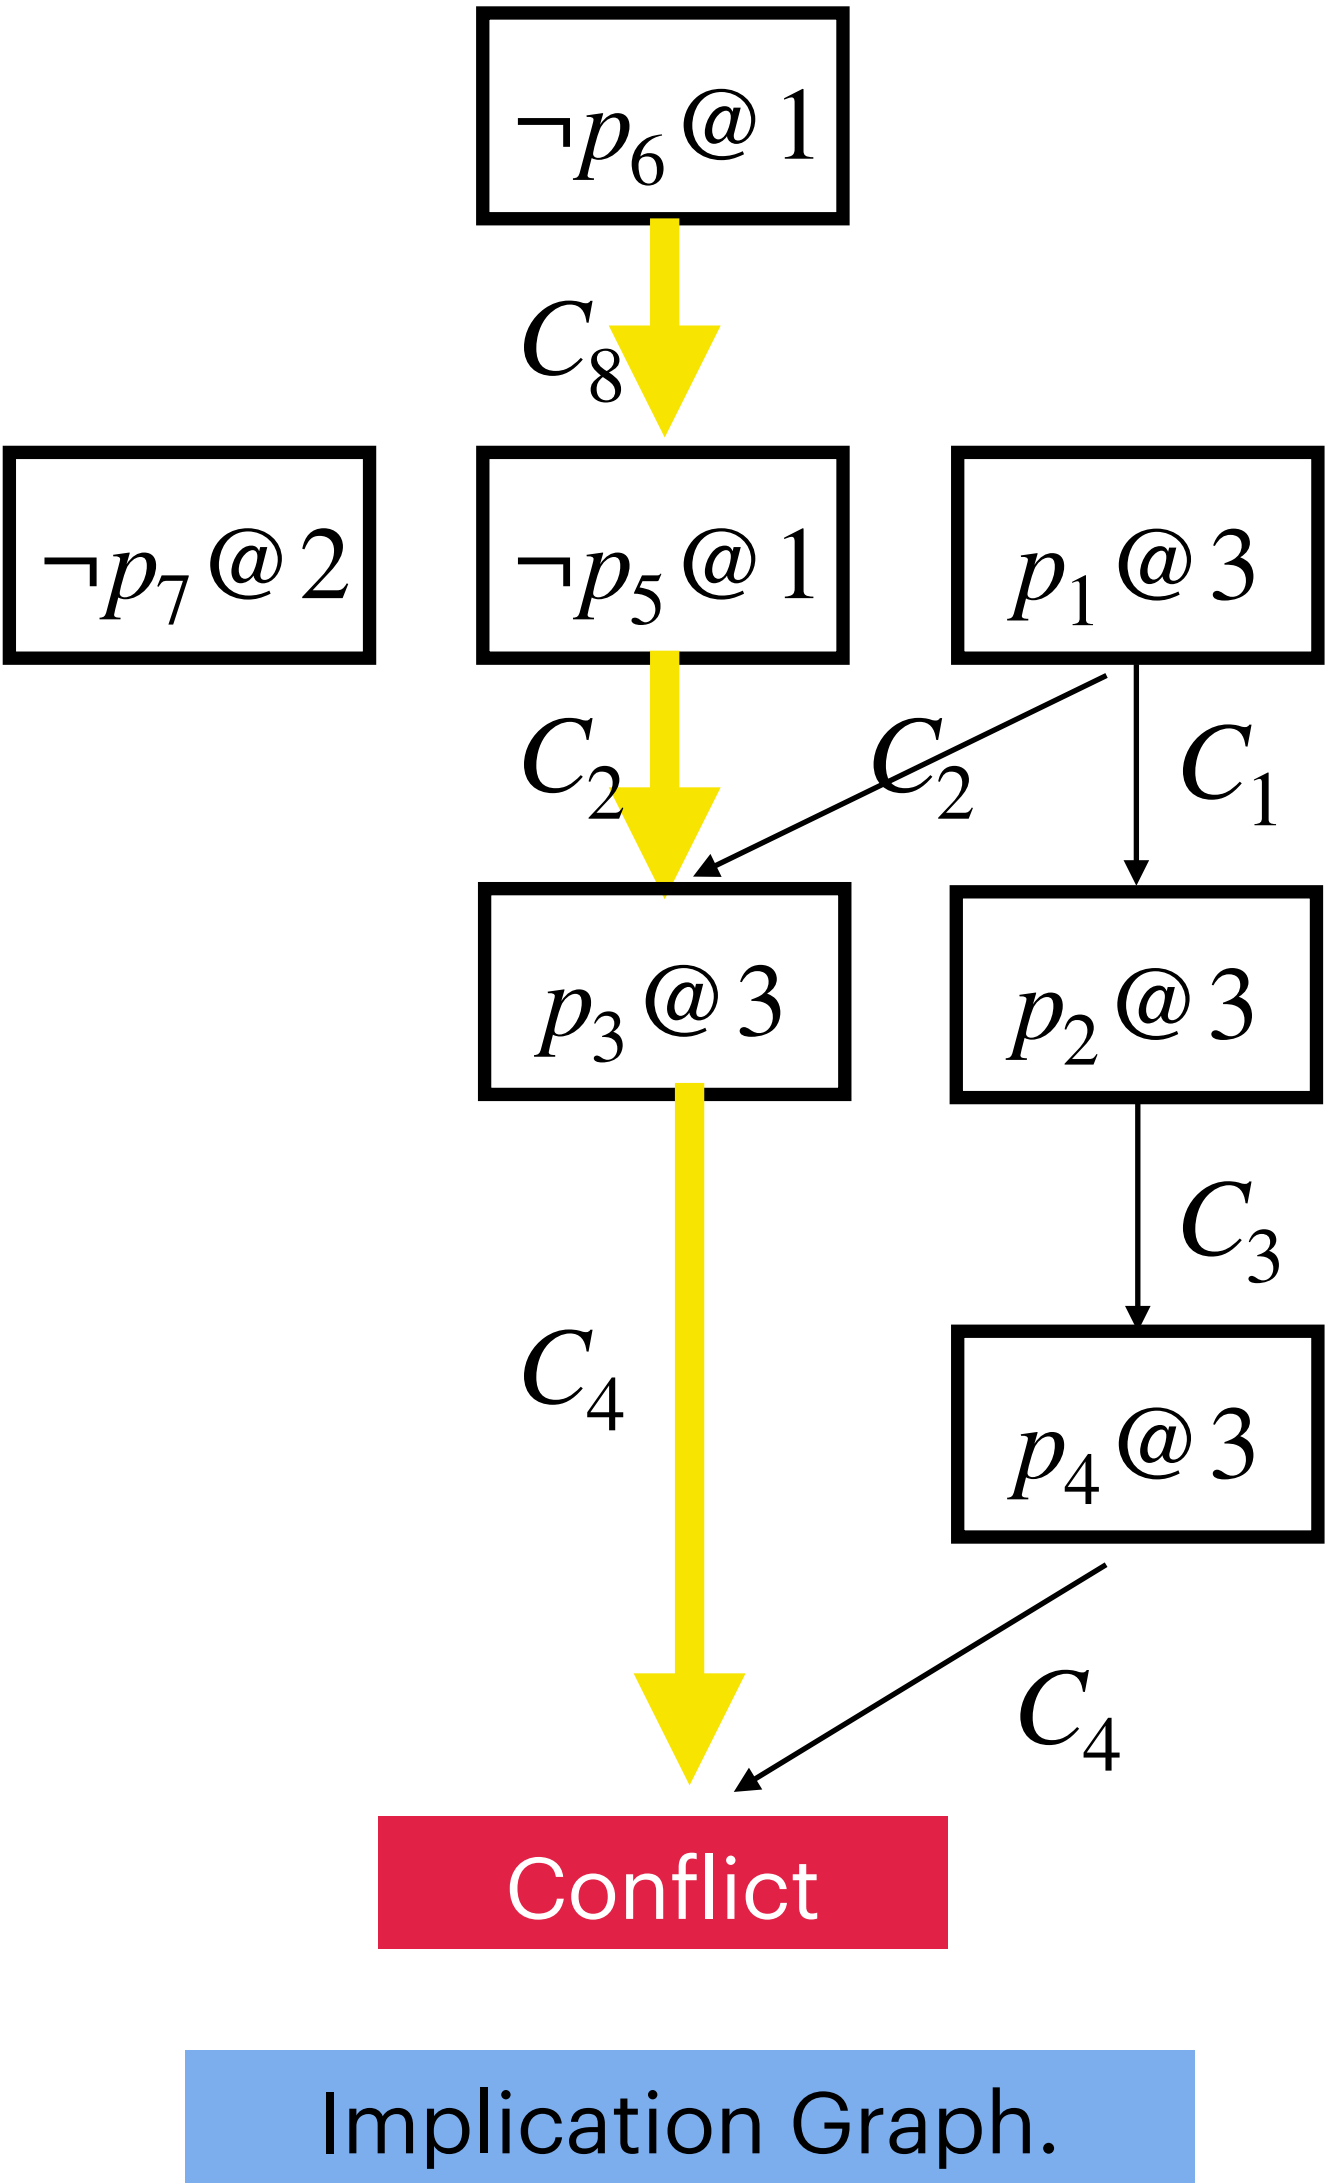 ¬p₆@1
C₈
¬p₇@2
¬p₅@1
p₁@3
C₂
C₂
C₁
p₃@3
p₂@3
C₃
C₄
p₄@3
C₄
Conflict
Implication Graph.